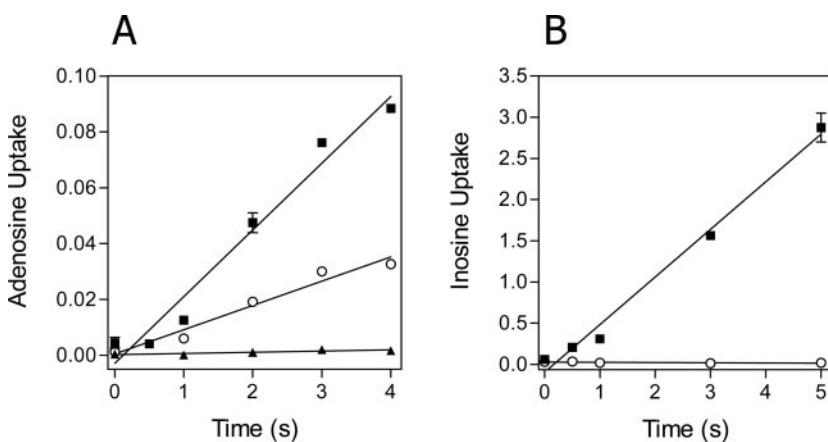 A
Adenosine Uptake
0.10
0.08
0.06
0.04
0.02
0.00
0 1 2 3 4
Time (s)
B
Inosine Uptake
3.5
3.0
2.5
2.0
1.5
1.0
0.5
0.0
0 1 2 3 4 5
Time (s)